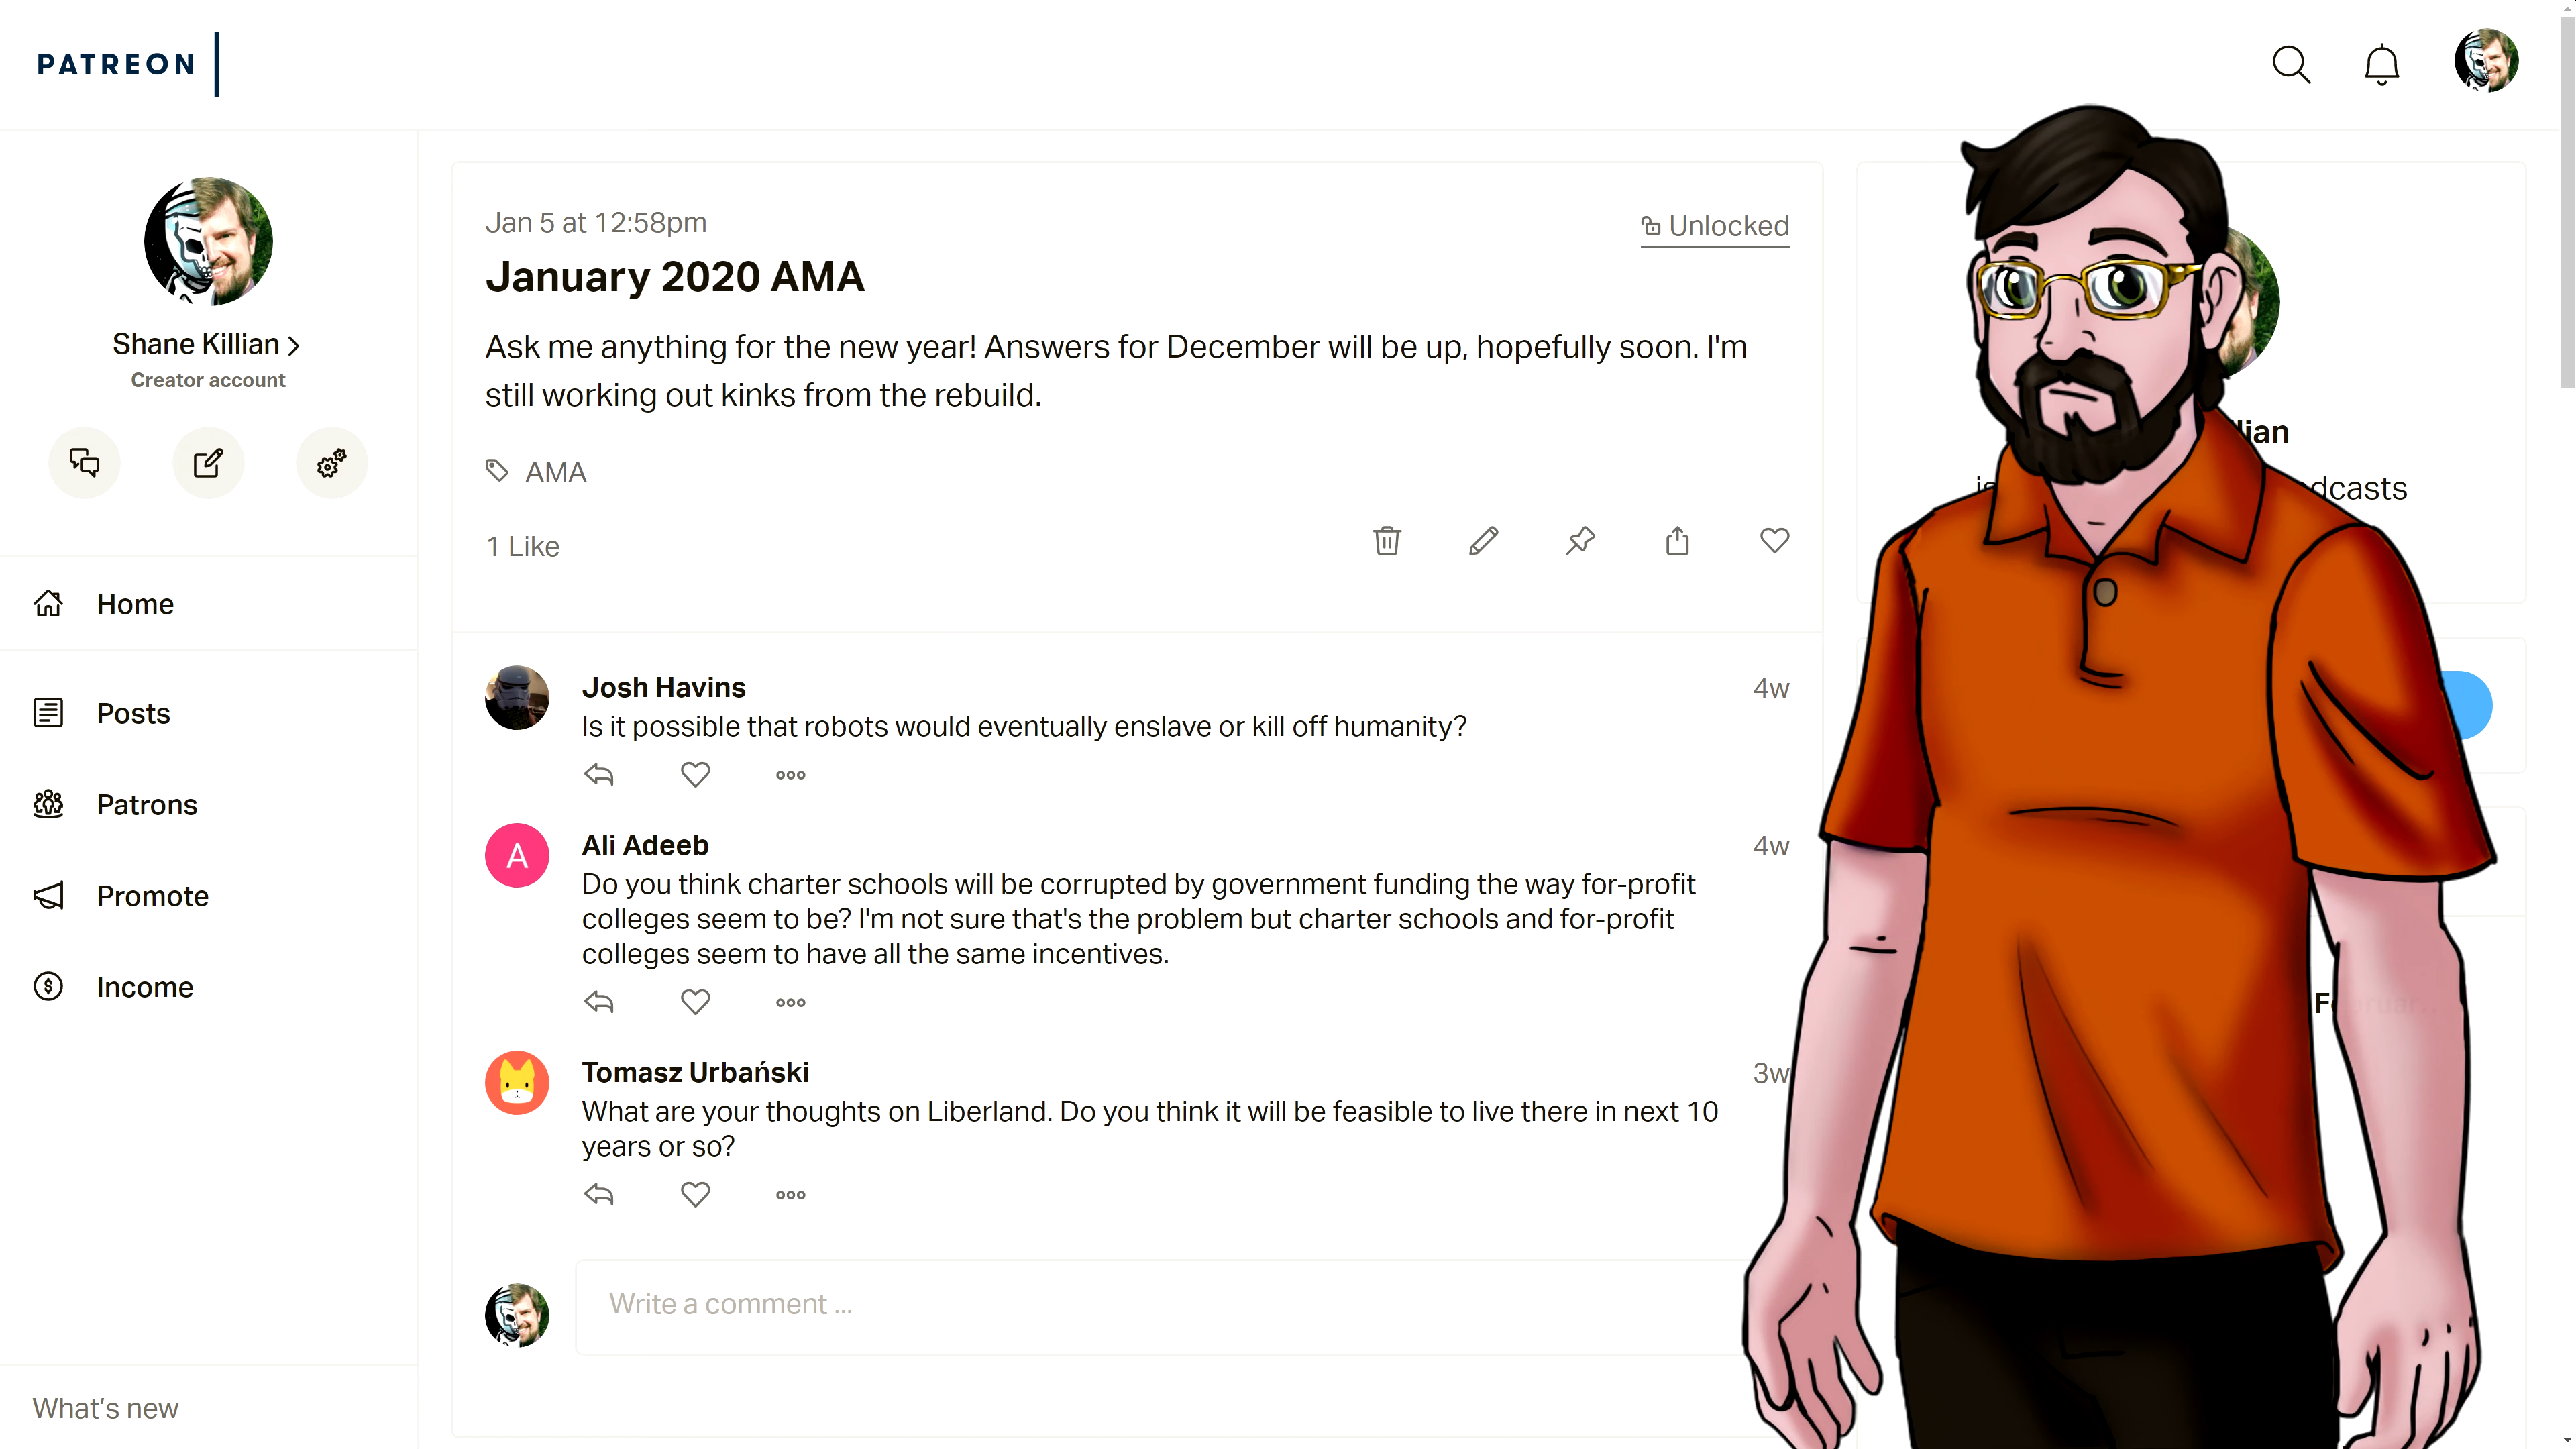 PATREON
Shane Killian
Creator account
Home
Posts
Patrons
Promote
Income
What's new
Jan 5 at 12:58pm
Unlocked
January 2020 AMA
Ask me anything for the new year! Answers for December will be up, hopefully soon. I'm
still working out kinks from the rebuild.
AMA
1 Like
Josh Havins
4w
Is it possible that robots would eventually enslave or kill off humanity?
A
Ali Adeeb
4w
Do you think charter schools will be corrupted by government funding the way for-profit
colleges seem to be? I'm not sure that's the problem but charter schools and for-profit
colleges seem to have all the same incentives.
Tomasz Urbański
3w
What are your thoughts on Liberland. Do you think it will be feasible to live there in next 10
years or so?
Write a comment ...